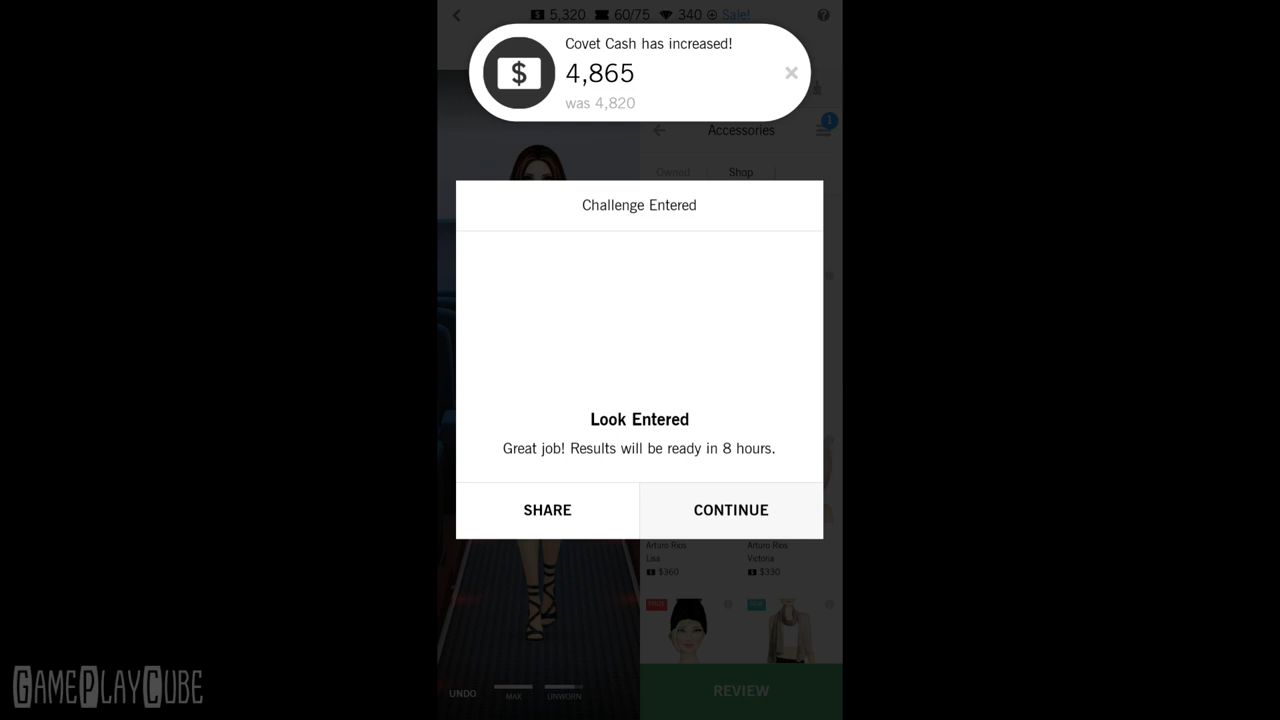 5,320 60/75 340 Sale!
Covet Cash has increased!
$ 4,865
was 4,820
Accessories
1
Owned Shop
Challenge Entered
Look Entered
Great job! Results will be ready in 8 hours.
SHARE CONTINUE
Arturo Rios Arturo Rios
Lisa Victoria
$360 $330
UNDO MAX UNWORN REVIEW
GAMEPLAYCUBE